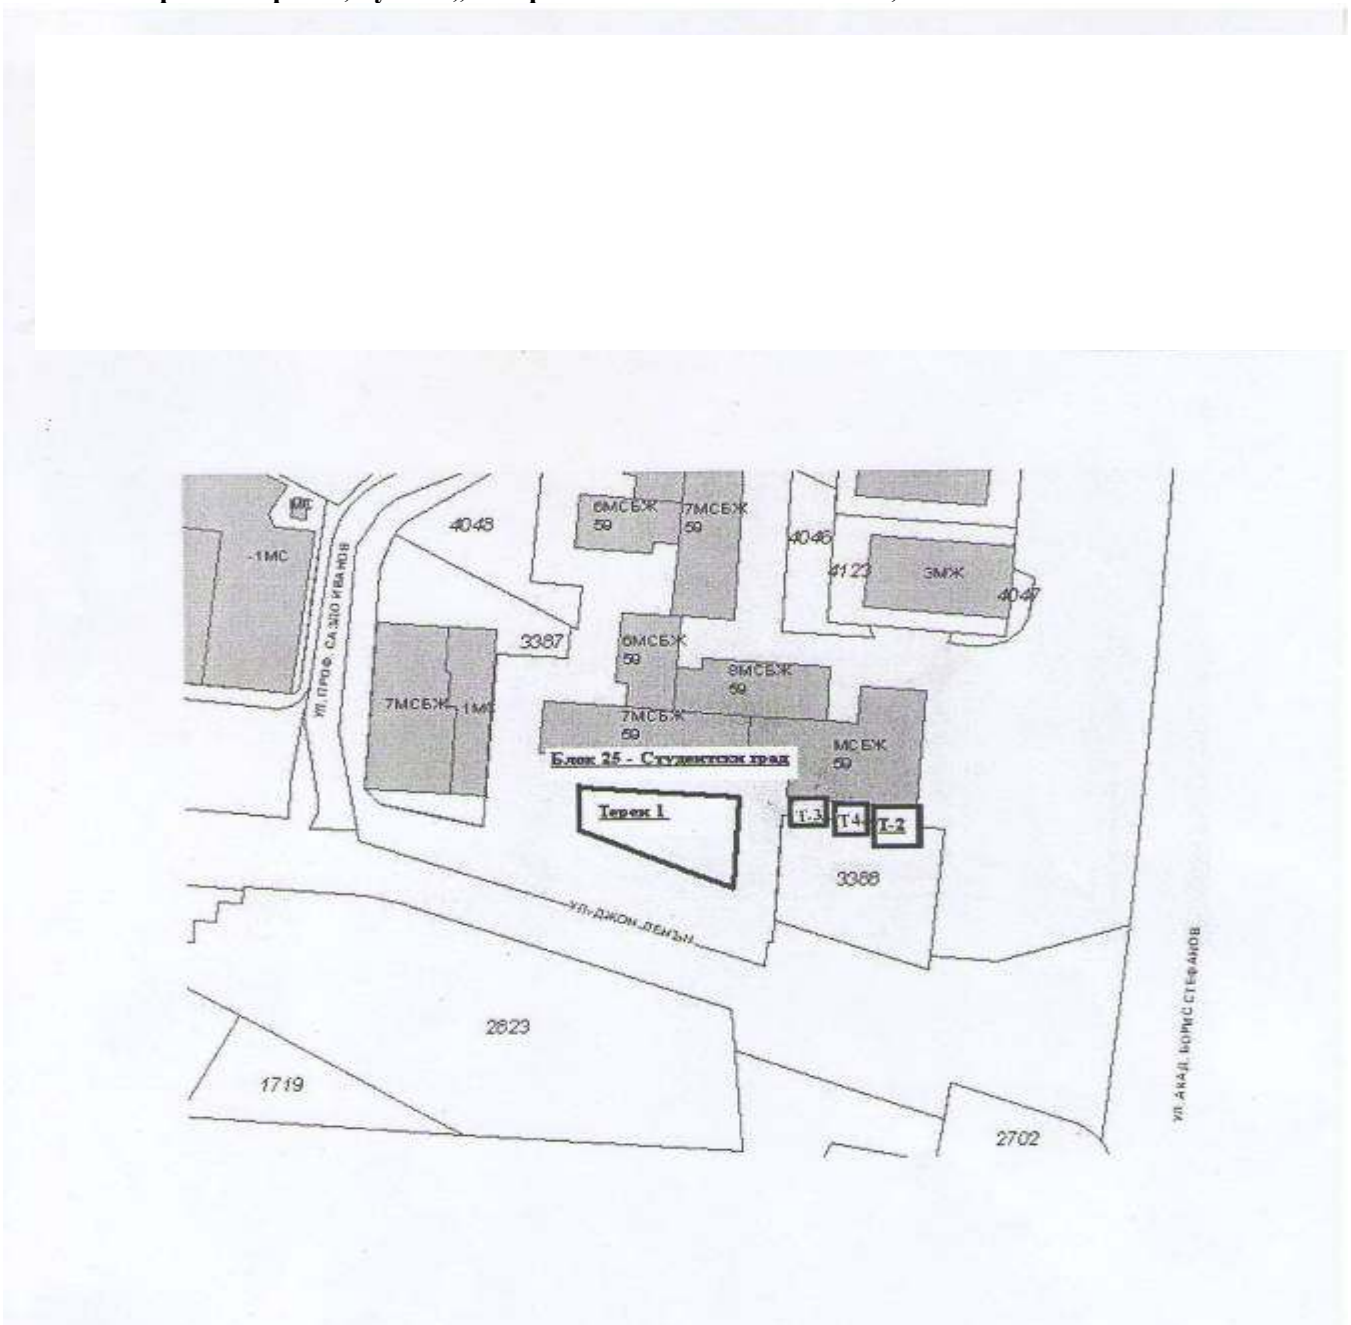 МС
-1МС
4048
6МСБЖ
59
7МСБЖ
59
4046
4123
3МЖ
4047
УЛ. ПРОФ. САЗДО ИВАНОВ
3387
6МСБЖ
59
8МСБЖ
59
7МСБЖ
1МС
7МСБЖ
59
МСБЖ
59
Блок 25 - Студентски град
Терен 1
Т-3
Т4
Т-2
3388
УЛ. ДЖОН ЛЕНЪН
2823
1719
2702
УЛ. АКАД. БОРИС СТЕФАНОВ